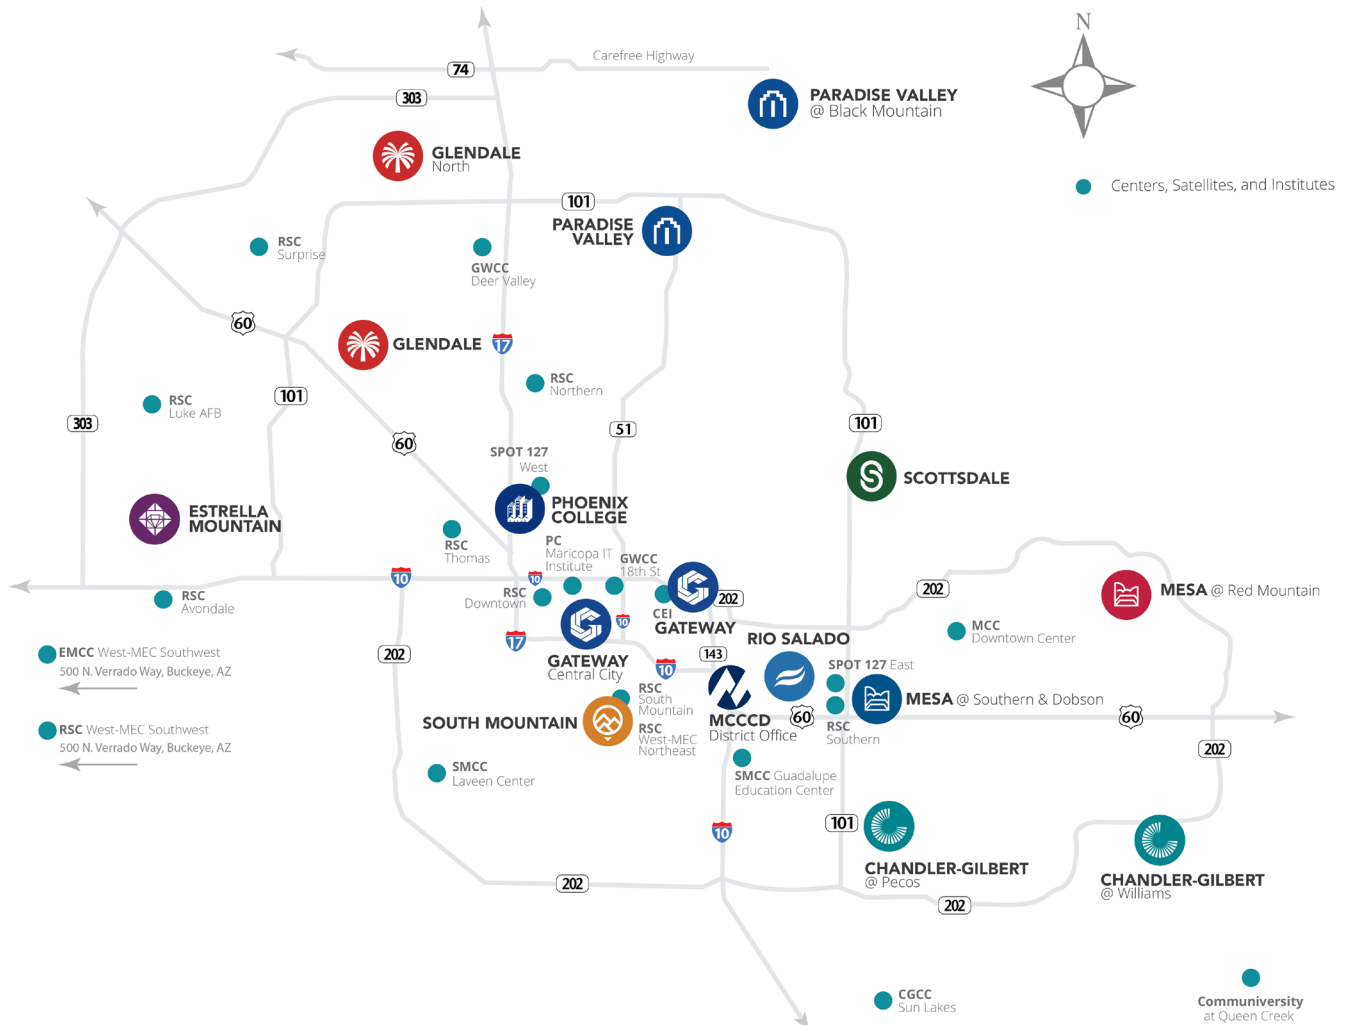 N
Carefree Highway
74
303
PARADISE VALLEY
@ Black Mountain
GLENDALE
North
Centers, Satellites, and Institutes
101
PARADISE
VALLEY
RSC
Surprise
GWCC
Deer Valley
60
GLENDALE
17
RSC
Northern
101
RSC
Luke AFB
303
60
51
101
SPOT 127
West
SCOTTSDALE
PHOENIX
COLLEGE
ESTRELLA
MOUNTAIN
RSC
Thomas
PC
Maricopa IT
Institute
GWCC
18th St
10
10
202
202
MESA @ Red Mountain
RSC
Avondale
RSC
Downtown
CEI
GATEWAY
10
17
MCC
Downtown Center
RIO SALADO
EMCC West-MEC Southwest
500 N. Verrado Way, Buckeye, AZ
202
GATEWAY
Central City
10
143
SPOT 127 East
RSC
South
Mountain
MESA @ Southern & Dobson
SOUTH MOUNTAIN
MCCCD
District Office
60
60
RSC West-MEC Southwest
500 N. Verrado Way, Buckeye, AZ
RSC
West-MEC
Northeast
RSC
Southern
202
SMCC
Laveen Center
SMCC Guadalupe
Education Center
10
101
CHANDLER-GILBERT
@ Pecos
CHANDLER-GILBERT
@ Williams
202
202
CGCC
Sun Lakes
Communiversity
at Queen Creek